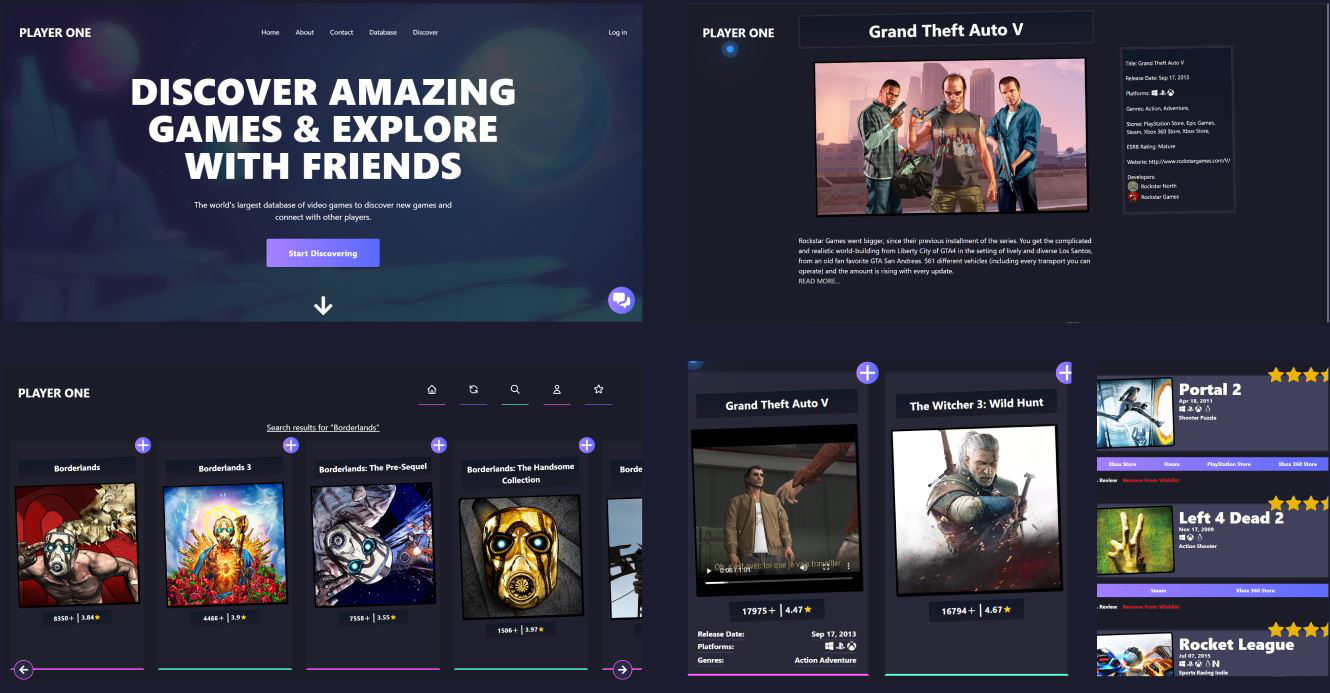 PLAYER ONE
Home About Contact Database Discover
Log in
DISCOVER AMAZING
GAMES & EXPLORE
WITH FRIENDS
The world's largest database of video games to discover new games and
connect with other players.
Start Discovering
PLAYER ONE
Grand Theft Auto V
Title: Grand Theft Auto V
Release Date: Sep 17, 2013
Platforms:
Genres: Action, Adventure,
Stores: PlayStation Store, Epic Games,
Steam, Xbox 360 Store, Xbox Store,
ESRB Rating: Mature
Website: http://www.rockstargames.com/V/
Developers:
Rockstar North
Rockstar Games
Rockstar Games went bigger, since their previous installment of the series. You get the complicated
and realistic world-building from Liberty City of GTA4 in the setting of lively and diverse Los Santos,
from an old fan favorite GTA San Andreas. 561 different vehicles (including every transport you can
operate) and the amount is rising with every update.
READ MORE...
PLAYER ONE
Search results for "Borderlands"
Borderlands
8350+ | 3.84
Borderlands 3
4466+ | 3.9
Borderlands: The Pre-Sequel
7558+ | 3.55
Borderlands: The Handsome
Collection
1506+ | 3.97
Borde
Grand Theft Auto V
Oh, c'est avec loi que je vais travailler.
0:06 / 1:01
17975+ | 4.47
Release Date: Sep 17, 2013
Platforms:
Genres: Action Adventure
The Witcher 3: Wild Hunt
16794+ | 4.67
Portal 2
Apr 18, 2011
Shooter Puzzle
Xbox Store Steam PlayStation Store Xbox 360 Store
Review Remove From Wishlist
Left 4 Dead 2
Nov 17, 2009
Action Shooter
Steam Xbox 360 Store
Review Remove From Wishlist
Rocket League
Jul 07, 2015
Sports Racing Indie